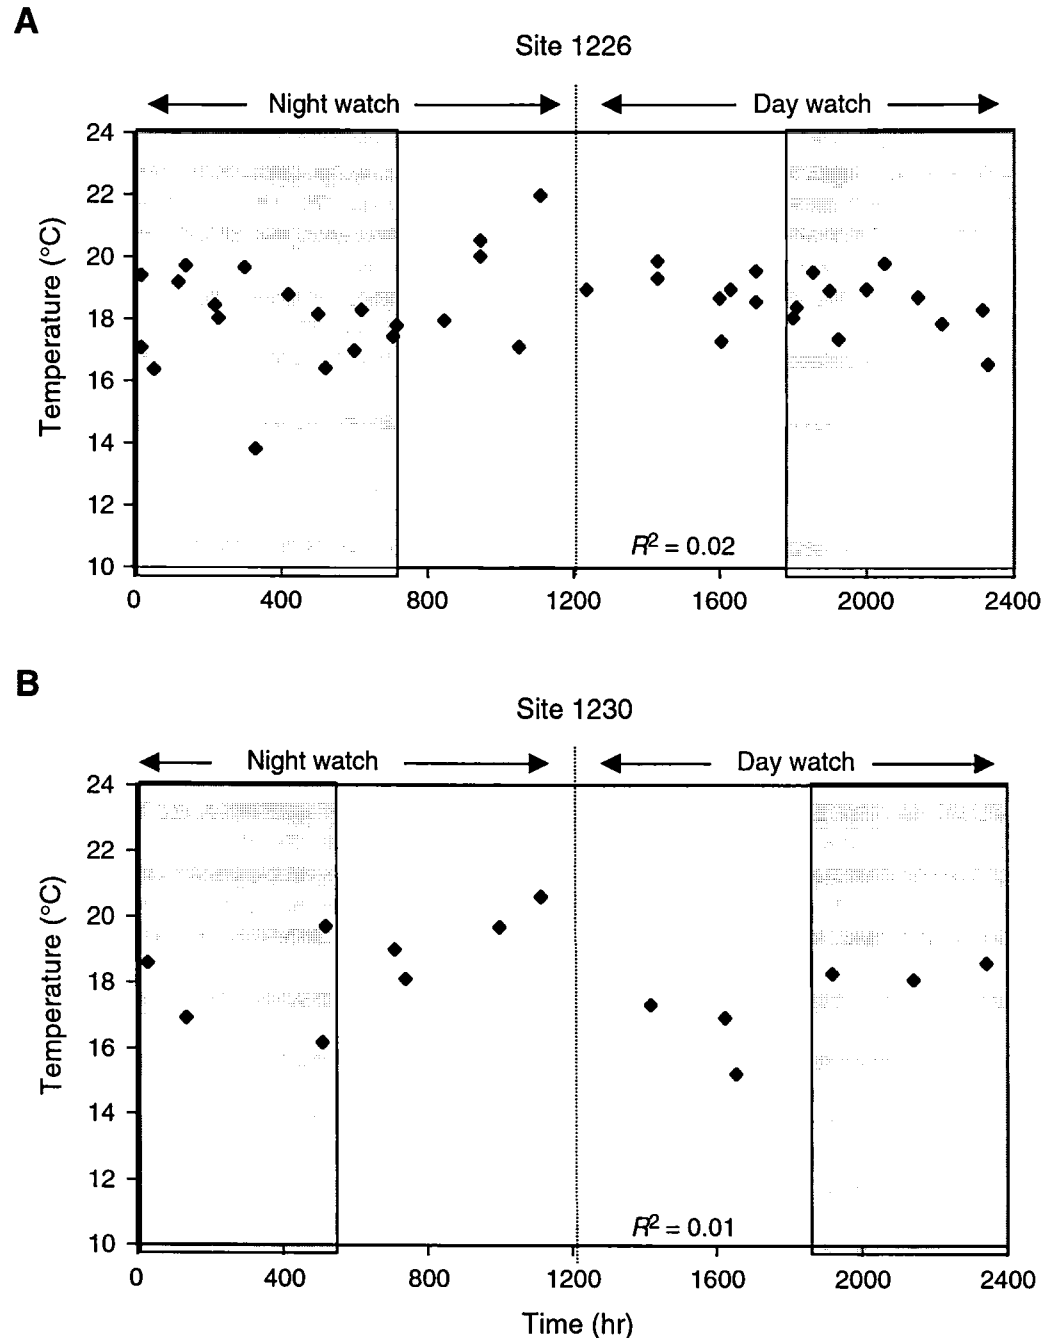 A
Site 1226
Night watch
Day watch
24
22
20
18
16
14
12
10
Temperature (°C)
R² = 0.02
0 400 800 1200 1600 2000 2400
B
Site 1230
Night watch
Day watch
24
22
20
18
16
14
12
10
Temperature (°C)
R² = 0.01
0 400 800 1200 1600 2000 2400
Time (hr)